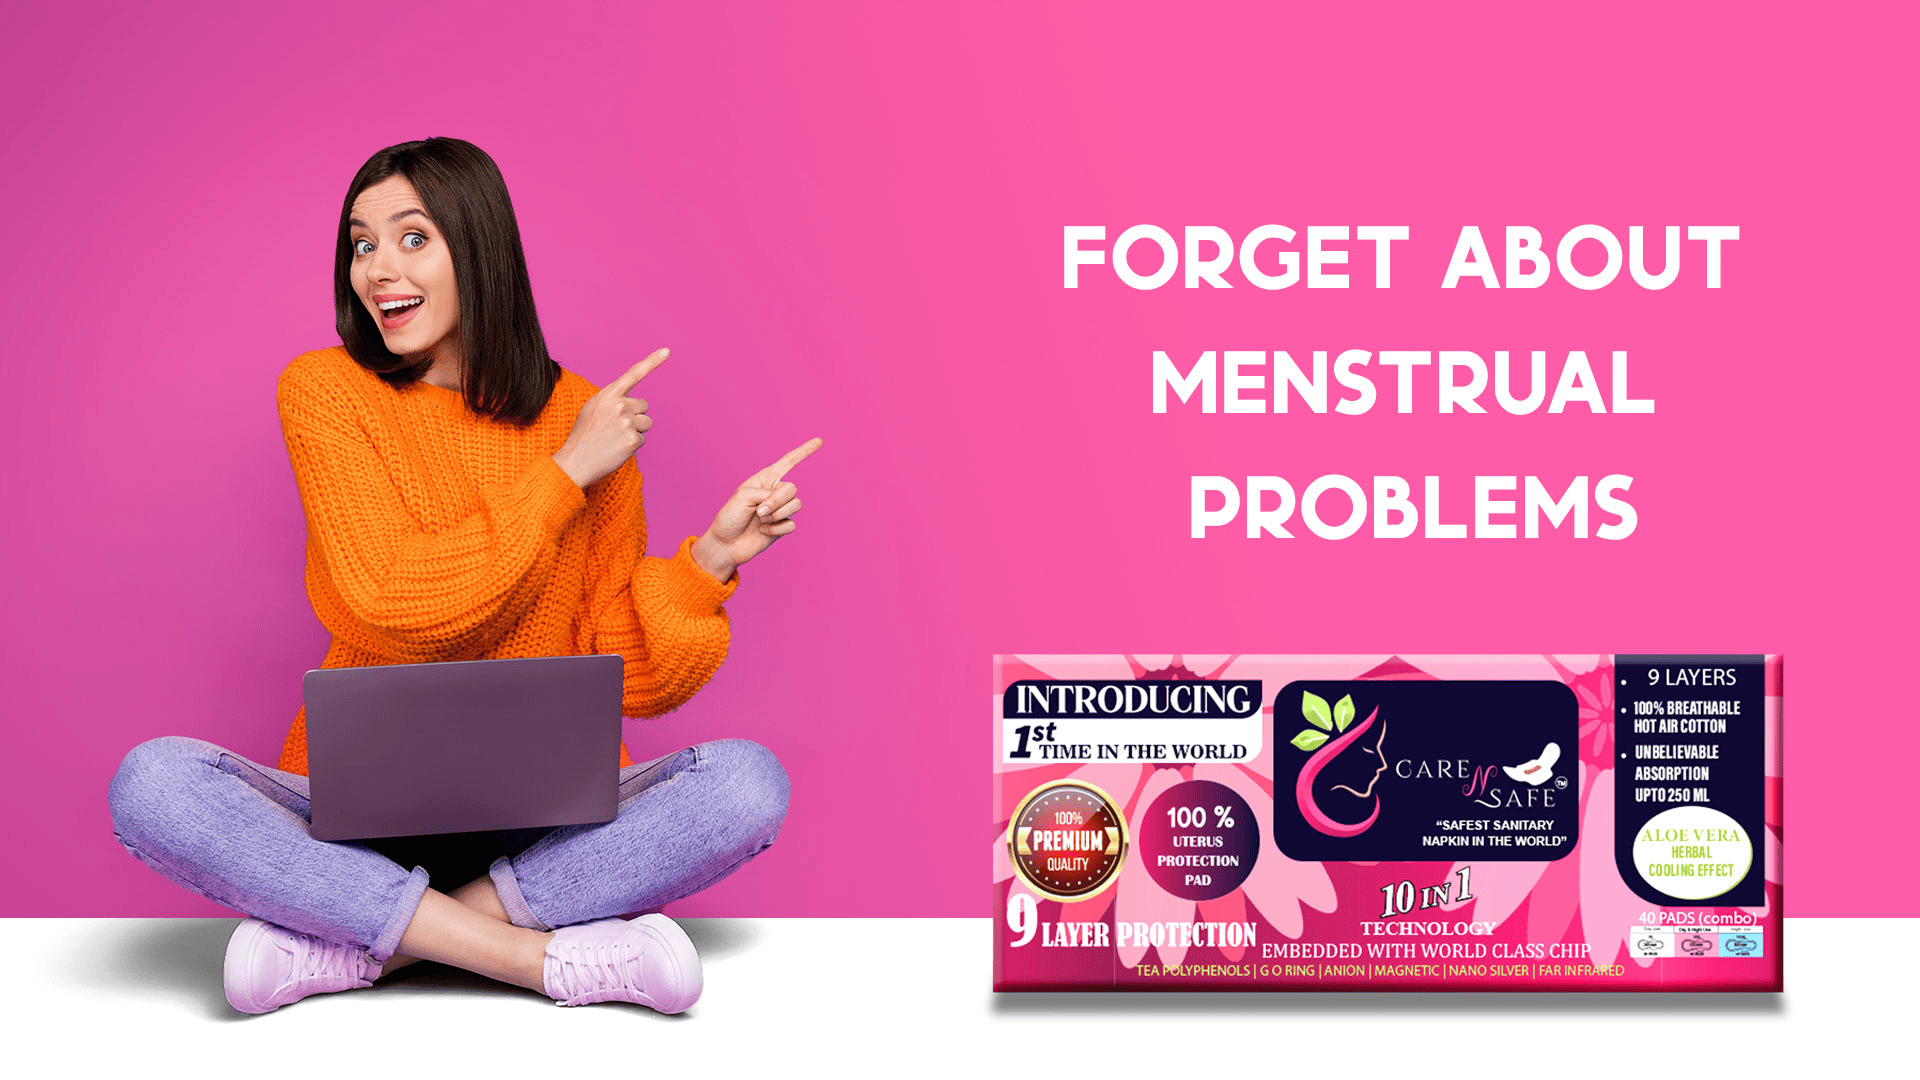 FORGET ABOUT
MENSTRUAL
PROBLEMS
INTRODUCING
1st
TIME IN THE WORLD
100%
PREMIUM
QUALITY
100 %
UTERUS
PROTECTION
PAD
9 LAYER PROTECTION
CARE N SAFE ™
“SAFEST SANITARY
NAPKIN IN THE WORLD”
10 IN 1
TECHNOLOGY
EMBEDDED WITH WORLD CLASS CHIP
TEA POLYPHENOLS | G O RING | ANION | MAGNETIC | NANO SILVER | FAR INFRARED
• 9 LAYERS
• 100% BREATHABLE
HOT AIR COTTON
• UNBELIEVABLE
ABSORPTION
UPTO 250 ML
ALOE VERA
HERBAL
COOLING EFFECT
40 PADS (combo)